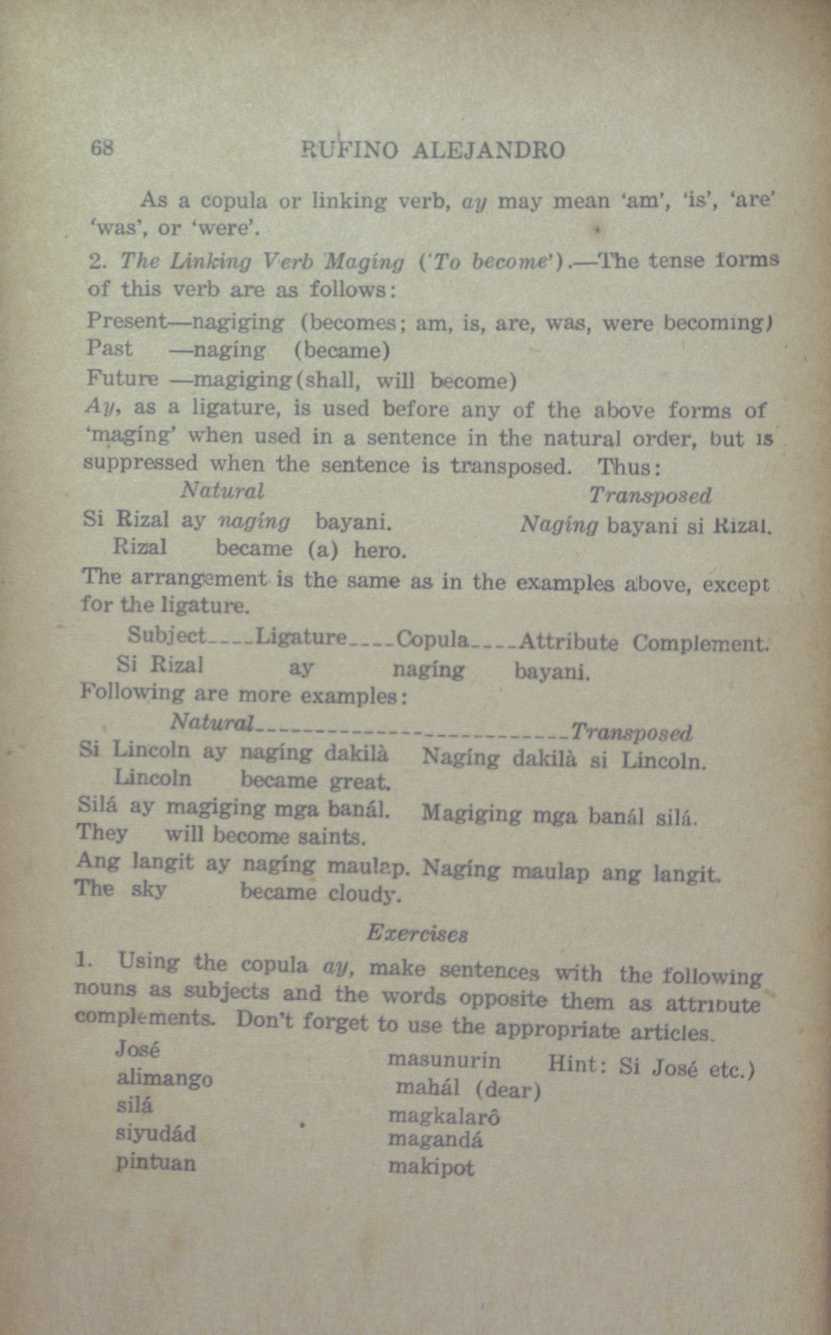 68 RUFINO ALEJANDRO
As a copula or linking verb, ay may mean ‘am’, ‘is’, ‘are’
‘was’, or ‘were’.
2. The Linking Verb Maging (‘To become’).—The tense forms
of this verb are as follows:
Present—nagiging (becomes; am, is, are, was, were becoming)
Past —nagíng (became)
Future —magiging (shall, will become)
Ay, as a ligature, is used before any of the above forms of
‘magíng’ when used in a sentence in the natural order, but is
suppressed when the sentence is transposed. Thus:
Natural Transposed
Si Rizal ay nagíng bayani. Nagíng bayani si Rizal.
Rizal became (a) hero.
The arrangement is the same as in the examples above, except
for the ligature.
Subject----Ligature----Copula----Attribute Complement.
Si Rizal ay nagíng bayani.
Following are more examples:
Natural---------------------------Transposed
Si Lincoln ay nagíng dakilà Nagíng dakilà si Lincoln.
Lincoln became great.
Silá ay magiging mga banál. Magiging mga banál silá.
They will become saints.
Ang langit ay nagíng maulap. Nagíng maulap ang langit.
The sky became cloudy.
Exercises
1. Using the copula ay, make sentences with the following
nouns as subjects and the words opposite them as attribute
complements. Don’t forget to use the appropriate articles.
José masunurin Hint: Si José etc.)
alimango mahál (dear)
silá magkalarô
siyudád magandá
pintuan makipot